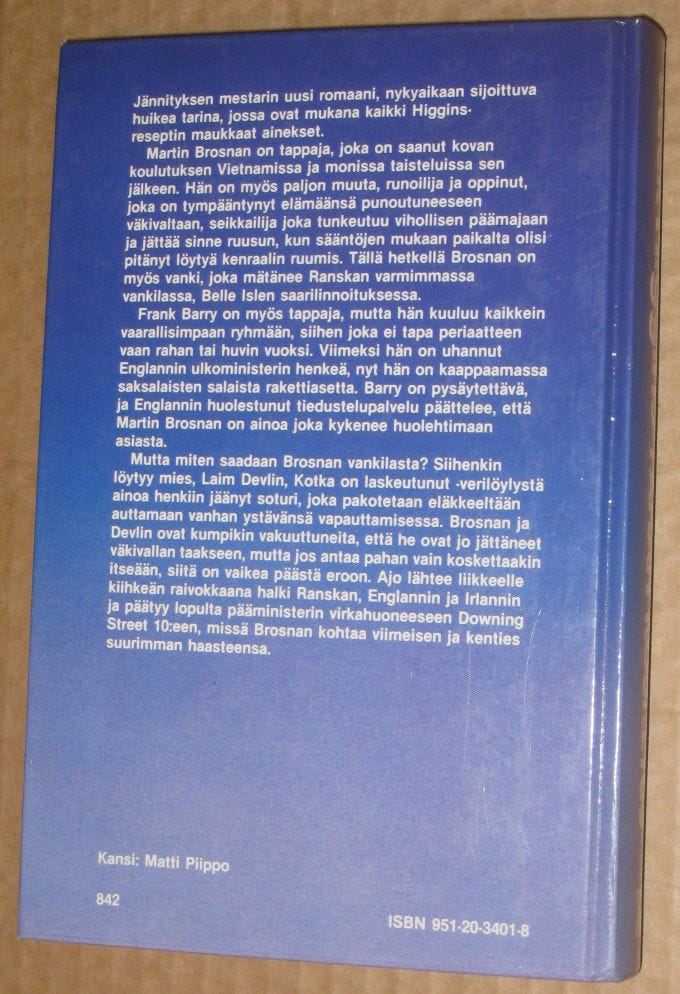 Jännityksen mestarin uusi romaani, nykyaikaan sijoittuva
huikea tarina, jossa ovat mukana kaikki Higgins-
reseptin maukkaat ainekset.
Martin Brosnan on tappaja, joka on saanut kovan
koulutuksen Vietnamissa ja monissa taisteluissa sen
jälkeen. Hän on myös paljon muuta, runoilija ja oppinut,
joka on tympääntynyt elämäänsä punoutuneeseen
väkivaltaan, seikkailija joka tunkeutuu vihollisen päämajaan
ja jättää sinne ruusun, kun sääntöjen mukaan paikalta olisi
pitänyt löytyä kenraalin ruumis. Tällä hetkellä Brosnan on
myös vanki, joka mätänee Ranskan varmimmassa
vankilassa, Belle Islen saarilinnoituksessa.
Frank Barry on myös tappaja, mutta hän kuuluu kaikkein
vaarallisimpaan ryhmään, siihen joka ei tapa periaatteen
vaan rahan tai huvin vuoksi. Viimeksi hän on uhannut
Englannin ulkoministerin henkeä, nyt hän on kaappaamassa
saksalaisten salaista rakettiasetta. Barry on pysäytettävä,
ja Englannin huolestunut tiedustelupalvelu päättelee, että
Martin Brosnan on ainoa joka kykenee huolehtimaan
asiasta.
Mutta miten saadaan Brosnan vankilasta? Siihenkin
löytyy mies, Laim Devlin, Kotka on laskeutunut -verilöylystä
ainoa henkiin jäänyt soturi, joka pakotetaan eläkkeeltään
auttamaan vanhan ystävänsä vapauttamisessa. Brosnan ja
Devlin ovat kumpikin vakuuttuneita, että he ovat jo jättäneet
väkivallan taakseen, mutta jos antaa pahan vain koskettaakin
itseään, siitä on vaikea päästä eroon. Ajo lähtee liikkeelle
kiihkeän raivokkaana halki Ranskan, Englannin ja Irlannin
ja päätyy lopulta pääministerin virkahuoneeseen Downing
Street 10:een, missä Brosnan kohtaa viimeisen ja kenties
suurimman haasteensa.
Kansi: Matti Piippo
842
ISBN 951-20-3401-8